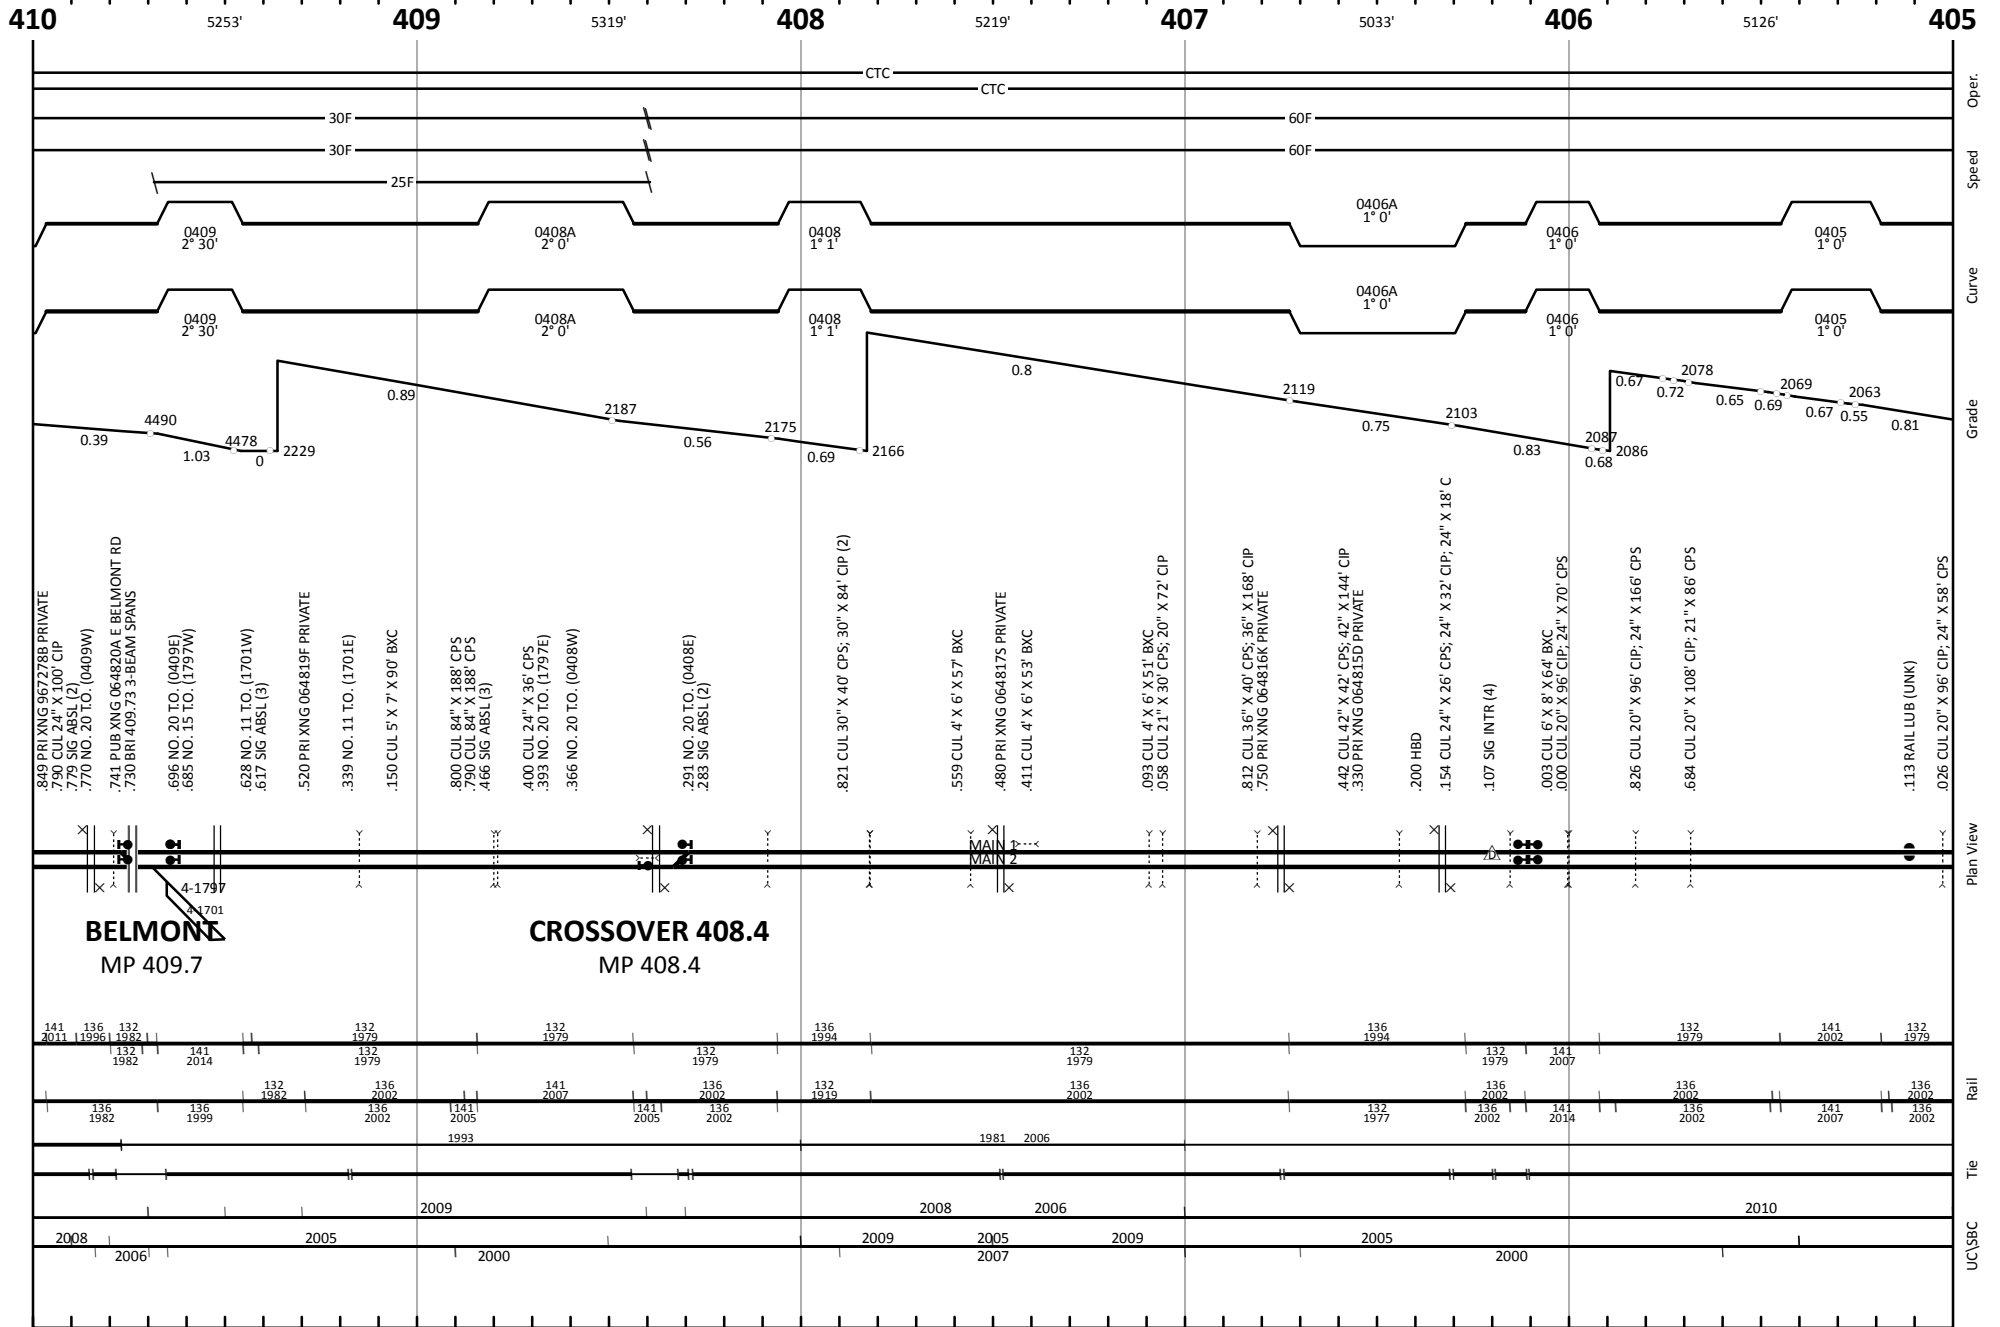 410 5253' 409 5319' 408 5219' 407 5033' 406 5126' 405
CTC
CTC
Oper.
30F 60F
30F 60F
25F
Speed
0409 0408A 0408 0406A 0406 0405
2° 30' 2° 0' 1° 1' 1° 0' 1° 0' 1° 0'
Curve
0409 0408A 0408 0406A 0406 0405
2° 30' 2° 0' 1° 1' 1° 0' 1° 0' 1° 0'
4490 4478 2229 2187 2175 2166 2119 2103 2087 2086 2078 2069 2063
0.39 1.03 0 0.89 0.56 0.69 0.8 0.75 0.83 0.68 0.67 0.72 0.65 0.69 0.67 0.55 0.81
Grade
.849 PRI XNG 967278B PRIVATE
.790 CUL 24" X 100' CIP
.779 SIG ABSL (2)
.770 NO. 20 T.O. (0409W)
.741 PUB XNG 064820A E BELMONT RD
.730 BRI 409.73 3-BEAM SPANS
.696 NO. 20 T.O. (0409E)
.685 NO. 15 T.O. (1797W)
.628 NO. 11 T.O. (1701W)
.617 SIG ABSL (3)
.520 PRI XNG 064819F PRIVATE
.339 NO. 11 T.O. (1701E)
.150 CUL 5' X 7' X 90' BXC
.800 CUL 84" X 188' CPS
.790 CUL 84" X 188' CPS
.466 SIG ABSL (3)
.400 CUL 24" X 36' CPS
.393 NO. 20 T.O. (1797E)
.366 NO. 20 T.O. (0408W)
.291 NO. 20 T.O. (0408E)
.283 SIG ABSL (2)
.821 CUL 30" X 40' CPS; 30" X 84' CIP (2)
.559 CUL 4' X 6' X 57' BXC
.480 PRI XNG 064817S PRIVATE
.411 CUL 4' X 6' X 53' BXC
.093 CUL 4' X 6' X 51' BXC
.058 CUL 21" X 30' CPS; 20" X 72' CIP
.812 CUL 36" X 40' CPS; 36" X 168' CIP
.750 PRI XNG 064816K PRIVATE
.442 CUL 42" X 42' CPS; 42" X 144' CIP
.330 PRI XNG 064815D PRIVATE
.200 HBD
.154 CUL 24" X 26' CPS; 24" X 32' CIP; 24" X 18' C
.107 SIG INTR (4)
.003 CUL 6' X 8' X 64' BXC
.000 CUL 20" X 96' CIP; 24" X 70' CPS
.826 CUL 20" X 96' CIP; 24" X 166' CPS
.684 CUL 20" X 108' CIP; 21" X 86' CPS
.113 RAIL LUB (UNK)
.026 CUL 20" X 96' CIP; 24" X 58' CPS
MAIN 1
MAIN 2
D
4-1797
4-1701
Plan View
BELMONT CROSSOVER 408.4
MP 409.7 MP 408.4
141 136 132 132 132 136 136 132 141 132
2011 1996 1982 1979 1979 1994 1994 1979 2002 1979
132 141 132 132 132 132 141
1982 2014 1979 1979 1979 1979 2007
132 136 141 136 132 136 136 136 136
1982 2002 2007 2002 1919 2002 2002 2002 2002
136 136 136 141 141 136 132 136 141 136 141 136
1982 1999 2002 2005 2005 2002 1977 2002 2014 2002 2007 2002
Rail
1993 1981 2006
Tie
2009 2008 2006 2010
2008 2005 2009 2005 2009 2005
2006 2000 2007 2000
UC\SBC